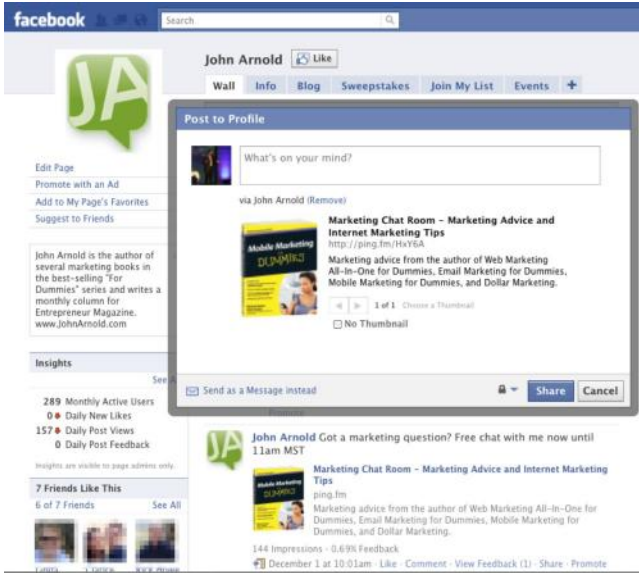 facebook
Search
John Arnold Like
Wall Info Blog Sweepstakes Join My List Events +
JA
Post to Profile
What's on your mind?
via John Arnold (Remove)
Marketing Chat Room – Marketing Advice and
Internet Marketing Tips
http://ping.fm/HxY6A
Marketing advice from the author of Web Marketing
All-In-One for Dummies, Email Marketing for Dummies,
Mobile Marketing for Dummies, and Dollar Marketing.
Mobile Marketing
DUMMIES
1 of 1 Choose a Thumbnail
No Thumbnail
Send as a Message instead
Share Cancel
Edit Page
Promote with an Ad
Add to My Page's Favorites
Suggest to Friends
John Arnold is the author of
several marketing books in
the best-selling "For
Dummies" series and writes a
monthly column for
Entrepreneur Magazine.
www.JohnArnold.com
Insights
See
289 Monthly Active Users
0 Daily New Likes
157 Daily Post Views
0 Daily Post Feedback
Insights are visible to page admins only.
7 Friends Like This
6 of 7 Friends See All
Promote
JA
John Arnold Got a marketing question? Free chat with me now until
11am MST
Mobile Marketing
DUMMIES
Marketing Chat Room – Marketing Advice and Internet Marketing
Tips
ping.fm
Marketing advice from the author of Web Marketing All-In-One for
Dummies, Email Marketing for Dummies, Mobile Marketing for
Dummies, and Dollar Marketing.
144 Impressions · 0.69% Feedback
December 1 at 10:01am · Like · Comment · View Feedback (1) · Share · Promote